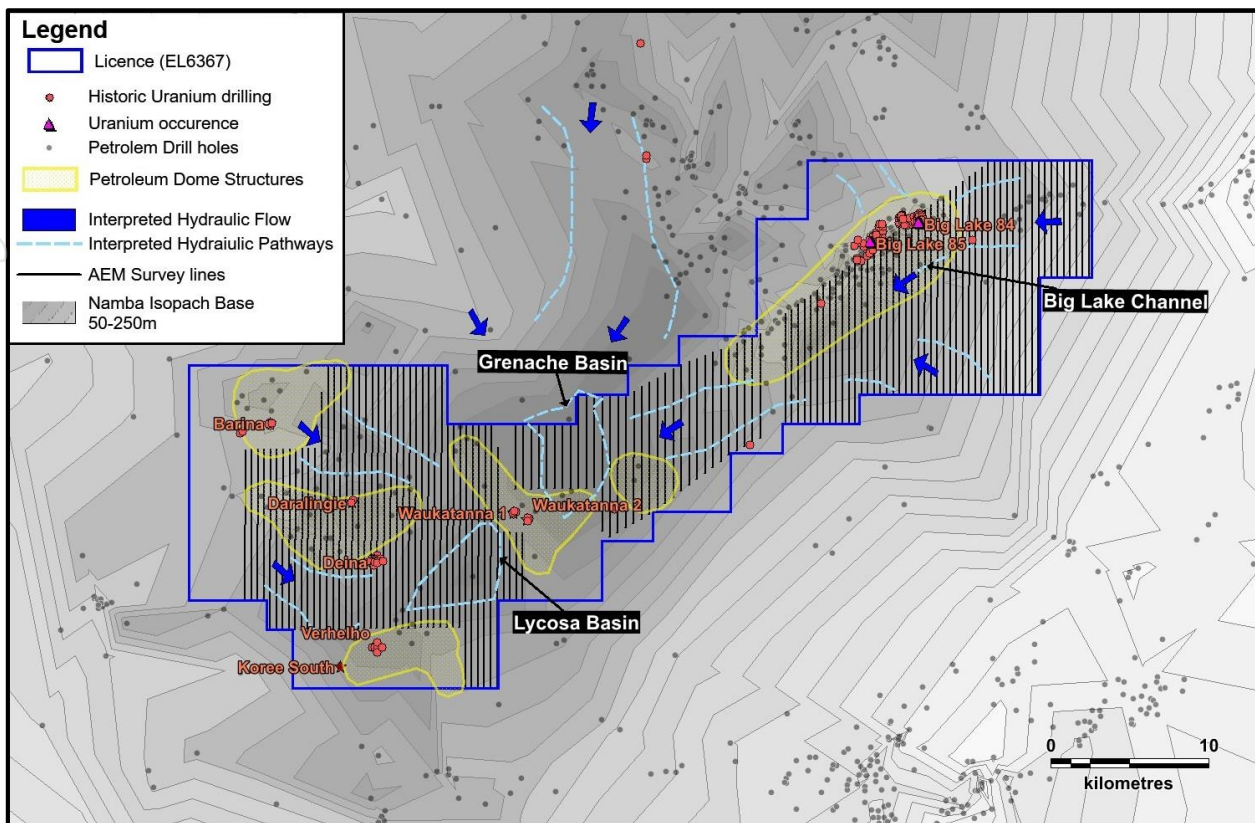 Legend
Licence (EL6367)
Historic Uranium drilling
Uranium occurence
Petrolem Drill holes
Petroleum Dome Structures
Interpreted Hydraulic Flow
Interpreted Hydraiulic Pathways
AEM Survey lines
Namba Isopach Base
50-250m
Big Lake 84
Big Lake 85
Big Lake Channel
Grenache Basin
Barina
Daralingie
Waukatanna 1
Waukatanna 2
Deina
Lycosa Basin
Verhelho
Koree South
0 10
kilometres